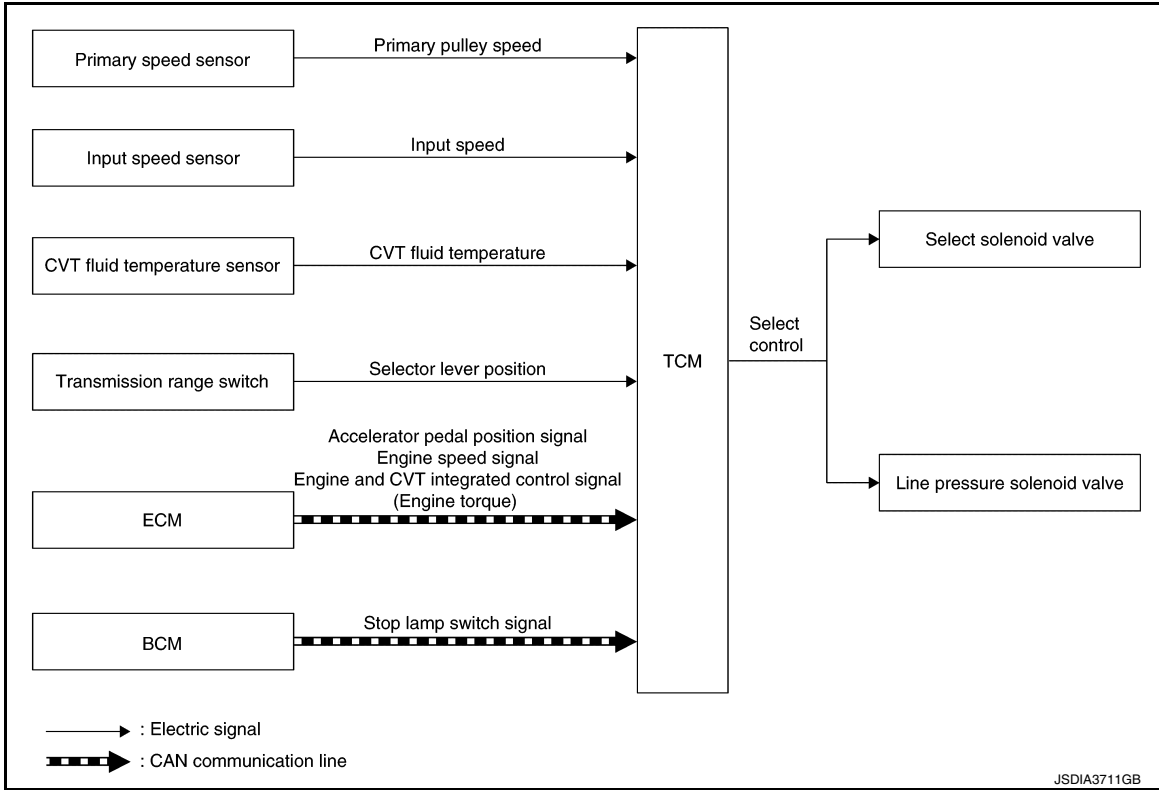 Primary speed sensor
Primary pulley speed
Input speed sensor
Input speed
CVT fluid temperature sensor
CVT fluid temperature
Transmission range switch
Selector lever position
Accelerator pedal position signal
Engine speed signal
Engine and CVT integrated control signal
(Engine torque)
ECM
Stop lamp switch signal
BCM
TCM
Select
control
Select solenoid valve
Line pressure solenoid valve
: Electric signal
: CAN communication line
JSDIA3711GB